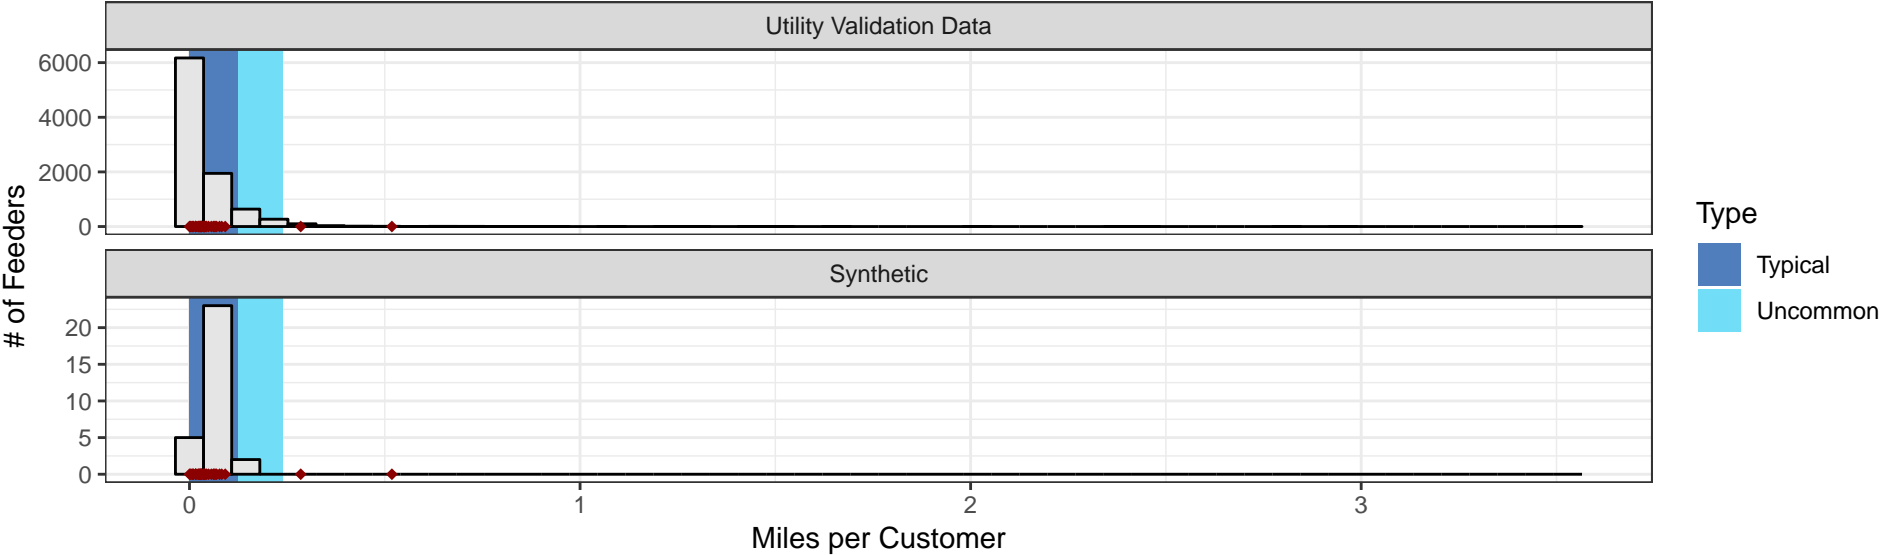 Utility Validation Data
6000
4000
2000
0
Synthetic
20
15
10
5
0
# of Feeders
0 1 2 3
Miles per Customer
Type
Typical
Uncommon